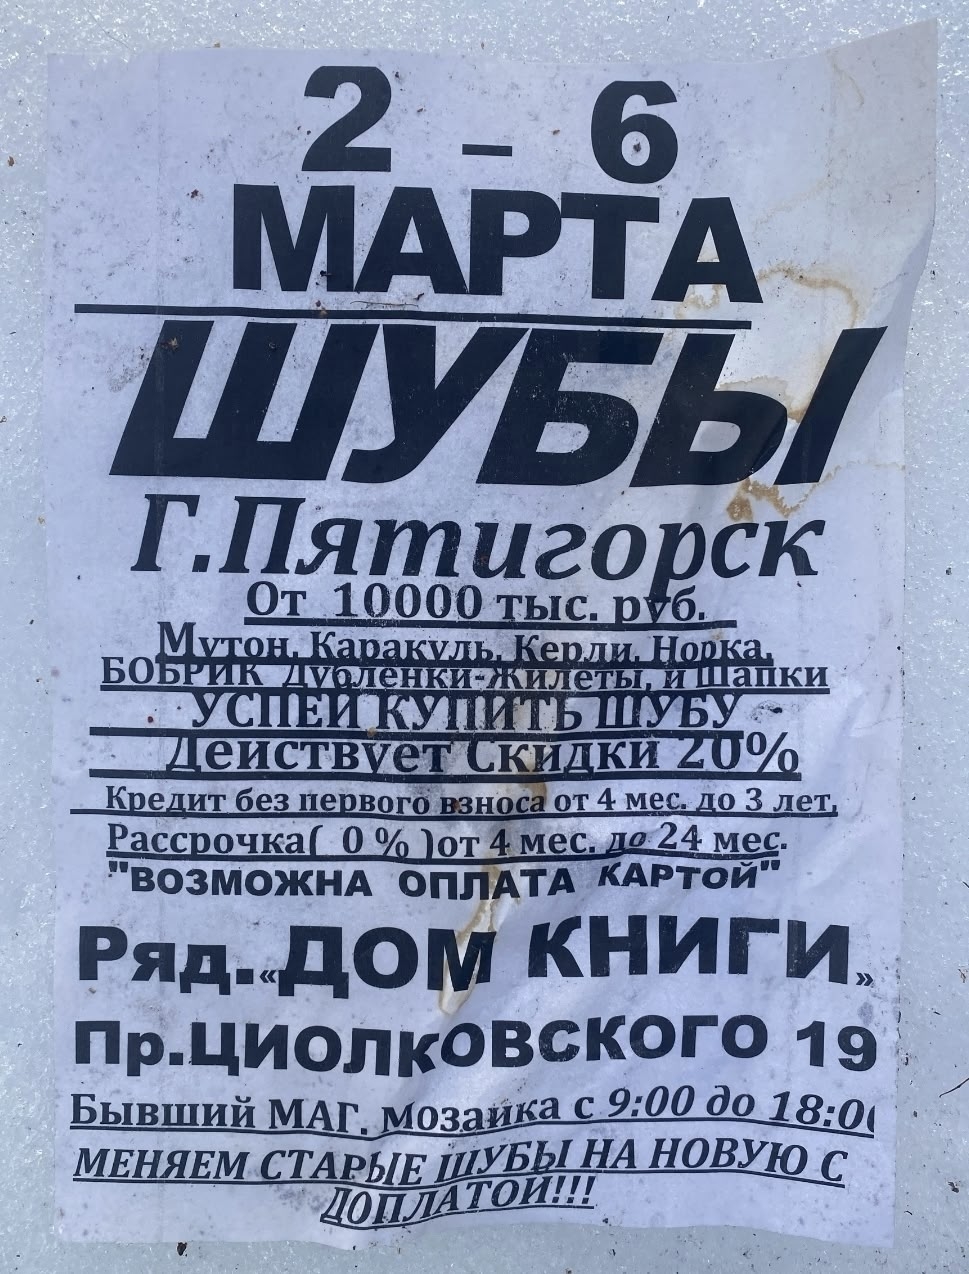 2 – 6
МАРТА
ШУБЫ
Г.Пятигорск
От 10000 тыс. руб.
Мутон, Каракуль, Керли, Норка,
БОБРИК Дубленки-Жилеты, и Шапки
УСПЕЙ КУПИТЬ ШУБУ
Действует Скидки 20%
Кредит без первого взноса от 4 мес. до 3 лет,
Рассрочка( 0 % )от 4 мес. до 24 мес.
"ВОЗМОЖНА ОПЛАТА КАРТОЙ"
Ряд.«ДОМ КНИГИ»
Пр.ЦИОЛКОВСКОГО 19
Бывший МАГ. Мозаика с 9:00 до 18:00
МЕНЯЕМ СТАРЫЕ ШУБЫ НА НОВУЮ С
ДОПЛАТОЙ!!!